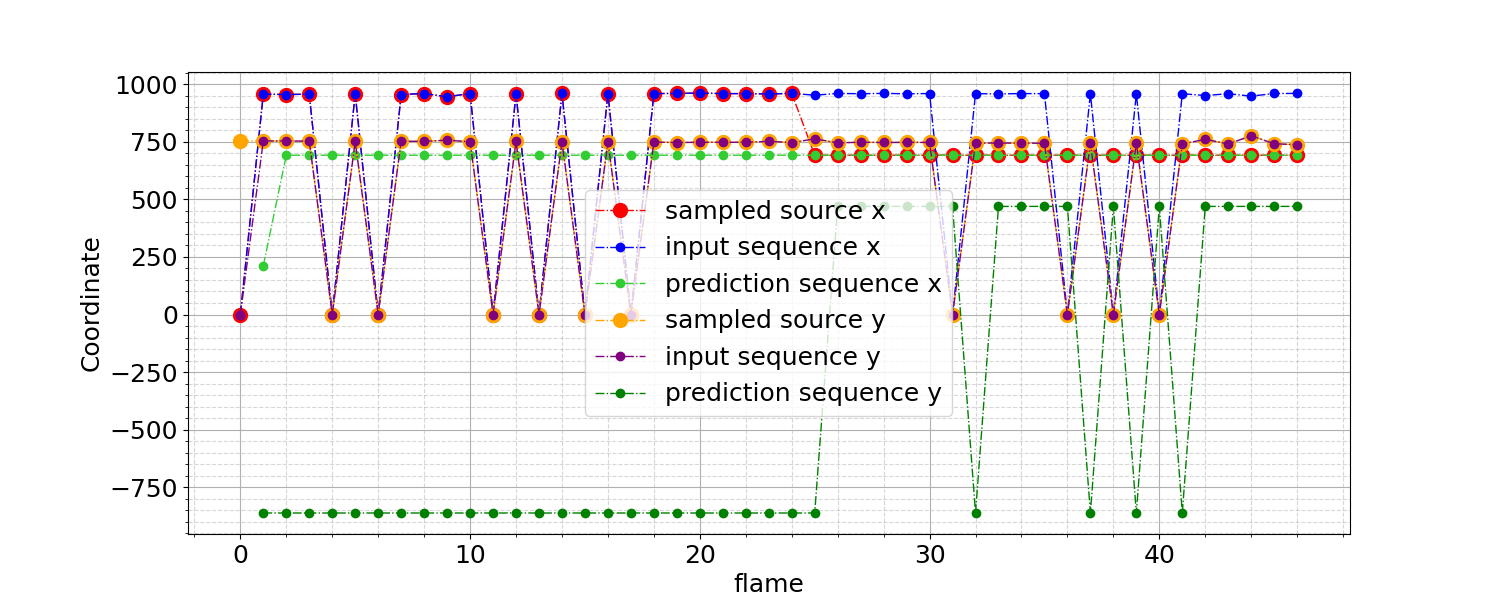 1000
750
500
250
0
−250
−500
−750
Coordinate
sampled source x
input sequence x
prediction sequence x
sampled source y
input sequence y
prediction sequence y
0 10 20 30 40
flame